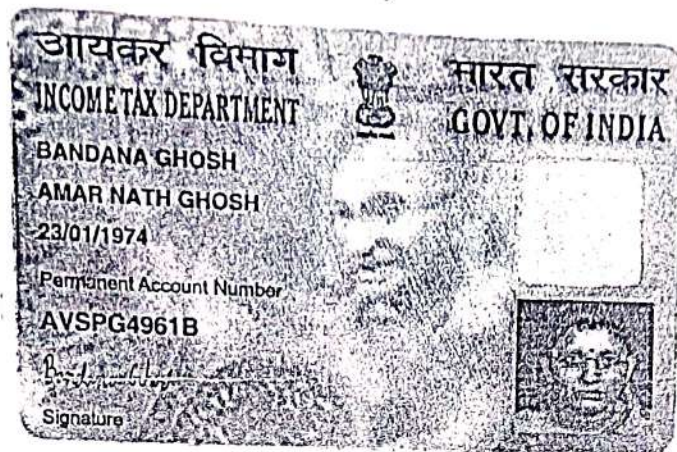 आयकर विभाग
INCOME TAX DEPARTMENT
भारत सरकार
GOVT. OF INDIA
BANDANA GHOSH
AMAR NATH GHOSH
23/01/1974
Permanent Account Number
AVSPG4961B
Signature